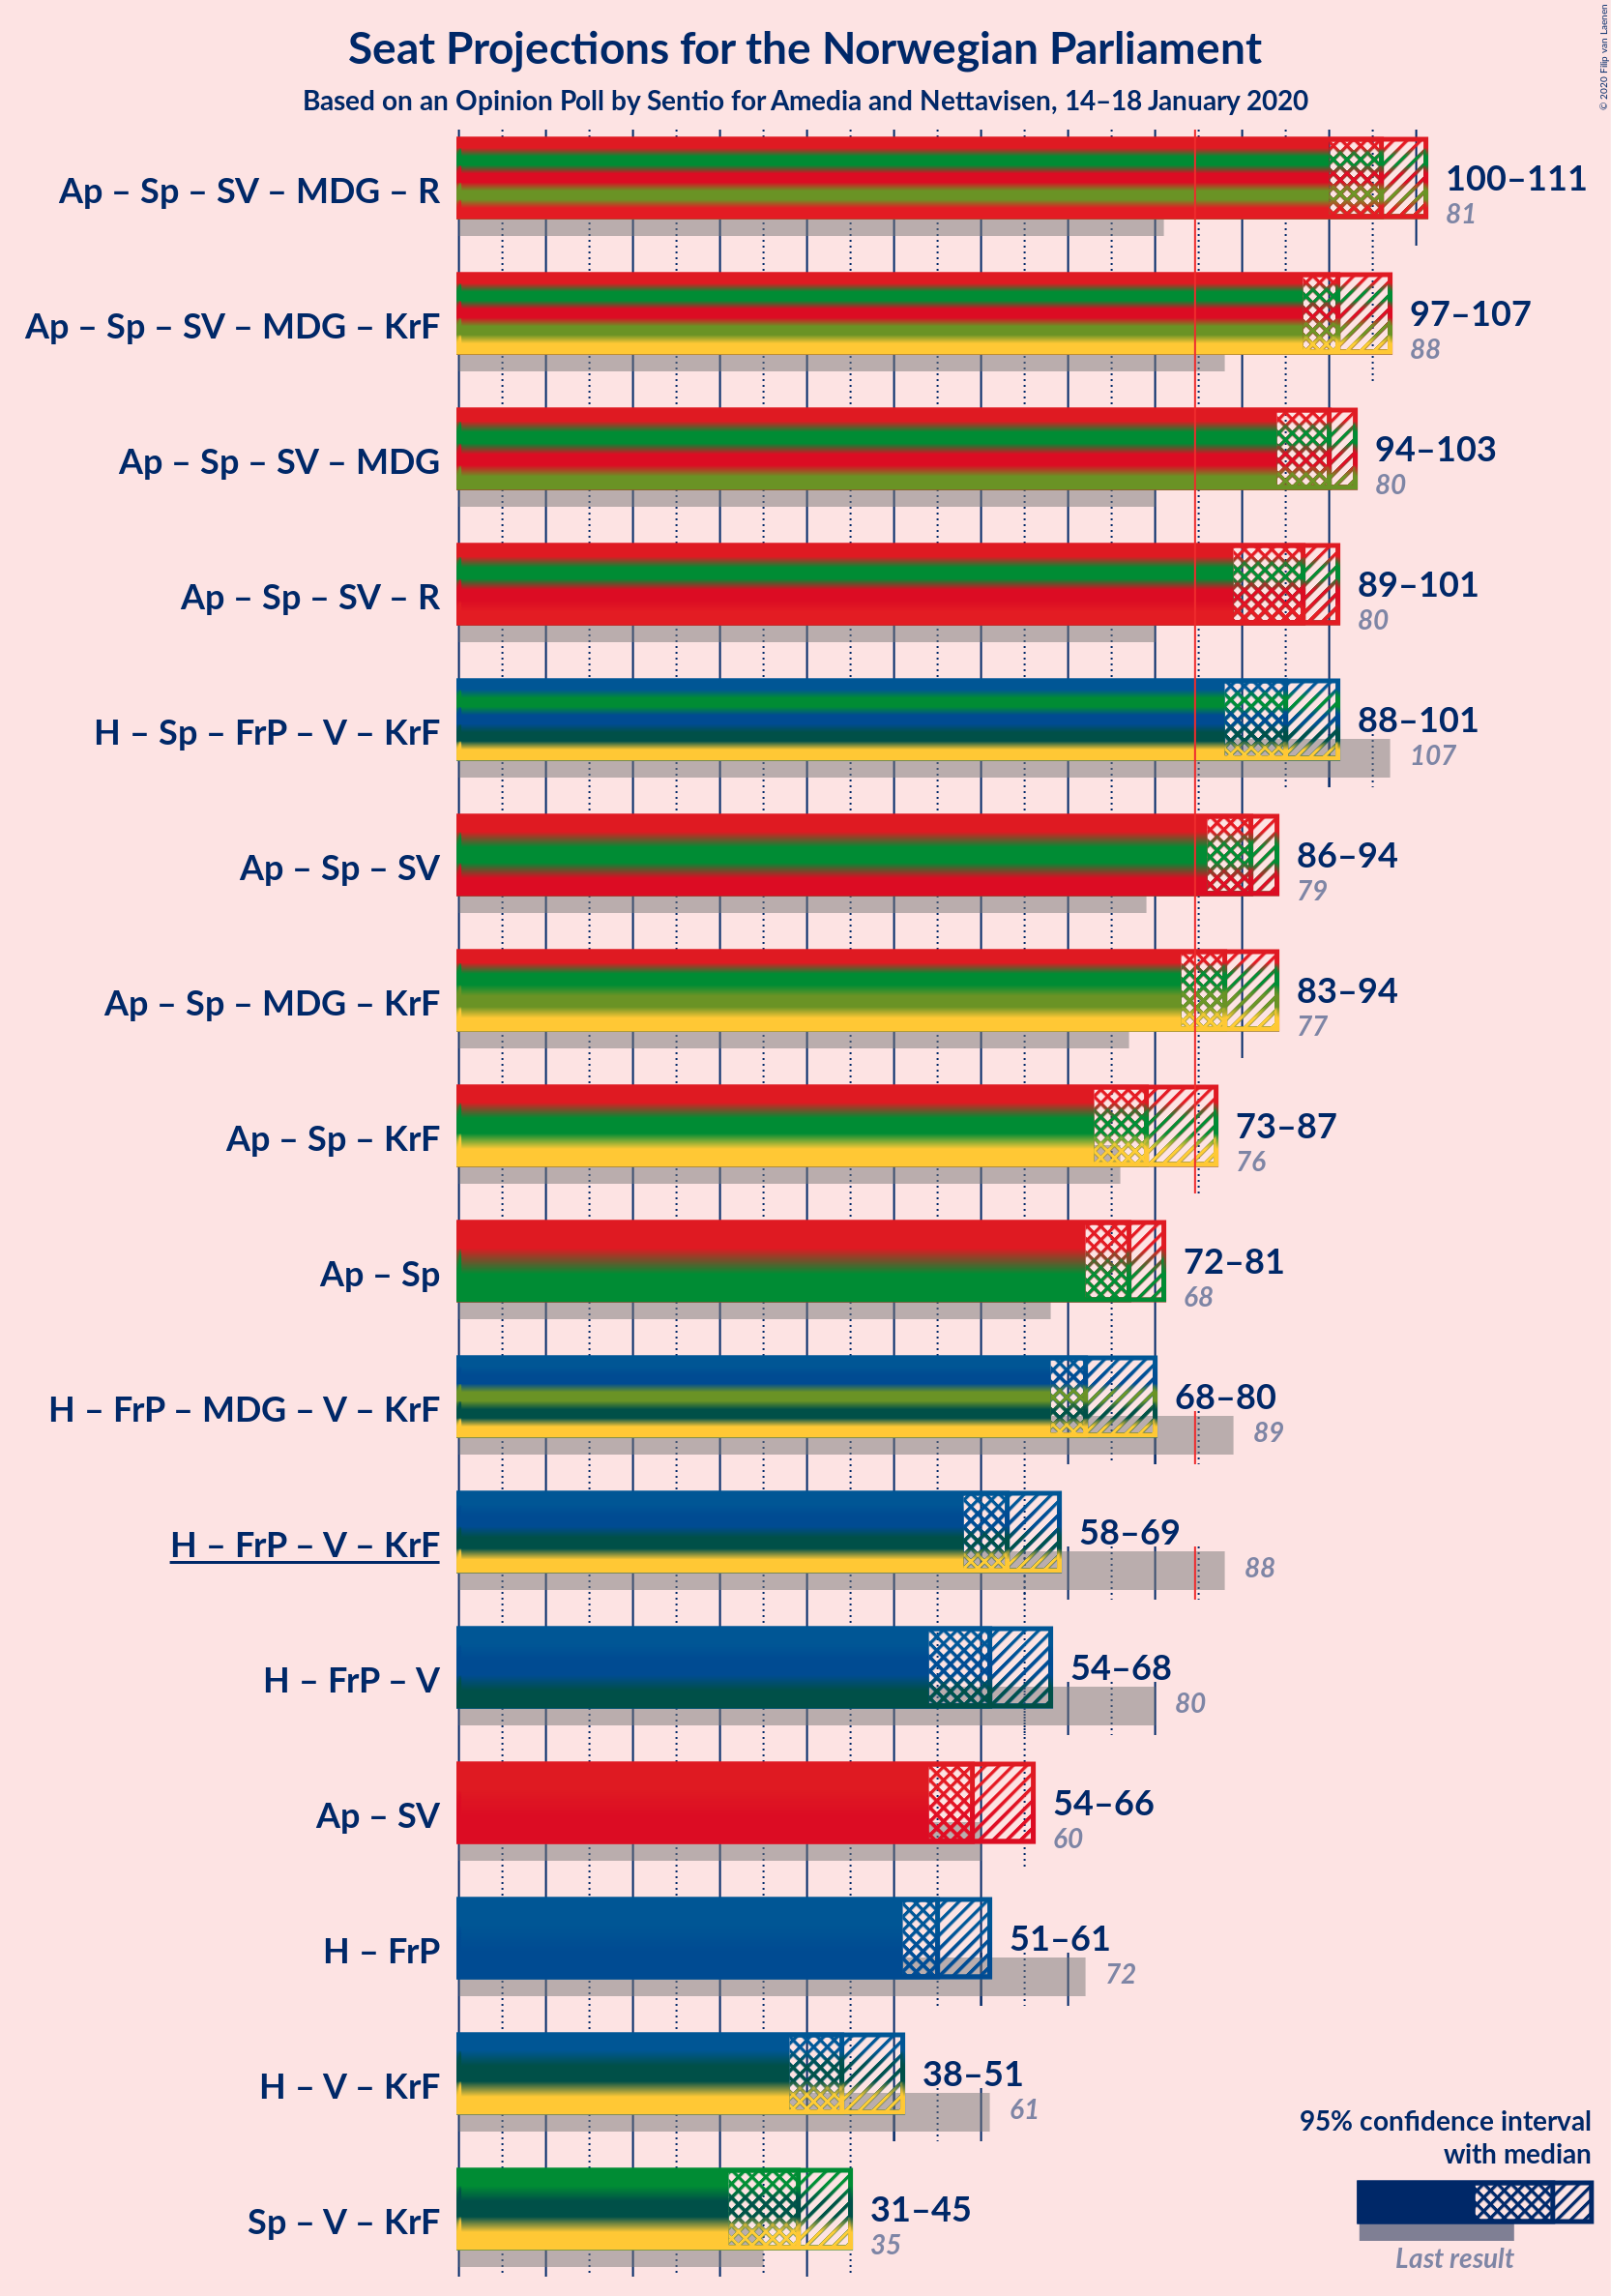 Seat Projections for the Norwegian Parliament
Based on an Opinion Poll by Sentio for Amedia and Nettavisen, 14–18 January 2020
© 2020 Filip van Laenen
Ap – Sp – SV – MDG – R
100–111
81
Ap – Sp – SV – MDG – KrF
97–107
88
Ap – Sp – SV – MDG
94–103
80
Ap – Sp – SV – R
89–101
80
H – Sp – FrP – V – KrF
88–101
107
Ap – Sp – SV
86–94
79
Ap – Sp – MDG – KrF
83–94
77
Ap – Sp – KrF
73–87
76
Ap – Sp
72–81
68
H – FrP – MDG – V – KrF
68–80
89
H – FrP – V – KrF
58–69
88
H – FrP – V
54–68
80
Ap – SV
54–66
60
H – FrP
51–61
72
H – V – KrF
38–51
61
Sp – V – KrF
31–45
35
95% confidence interval
with median
Last result